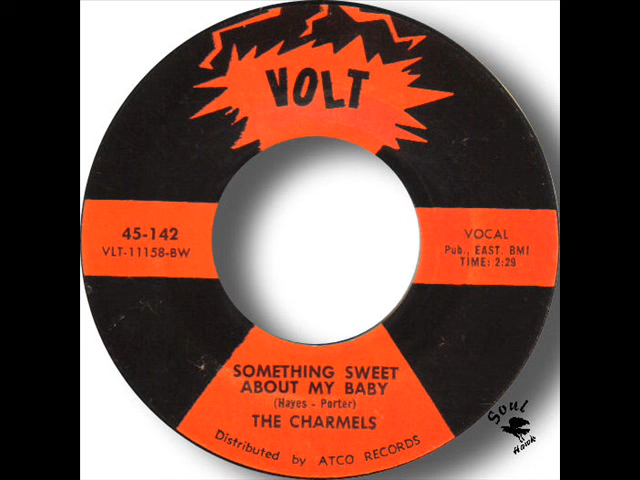 VOLT
45-142
VLT-11158-BW
VOCAL
Pub., EAST. BMI
TIME: 2:29
SOMETHING SWEET
ABOUT MY BABY
(Hayes - Porter)
THE CHARMELS
Distributed by ATCO RECORDS
Soul
Hawk